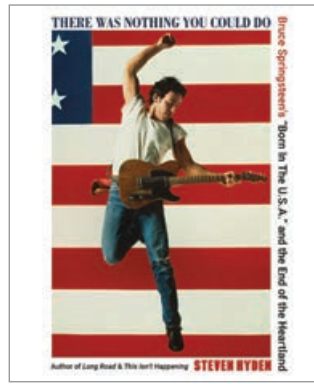 THERE WAS NOTHING YOU COULD DO
Bruce Springsteen's "Born In The U.S.A." and the End of the Heartland
Author of Long Road & This Isn't Happening
STEVEN HYDEN